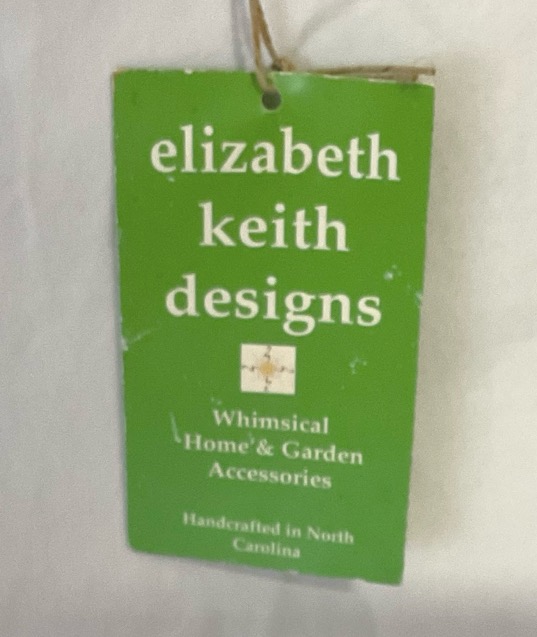 elizabeth
keith
designs
Whimsical
Home & Garden
Accessories
Handcrafted in North
Carolina